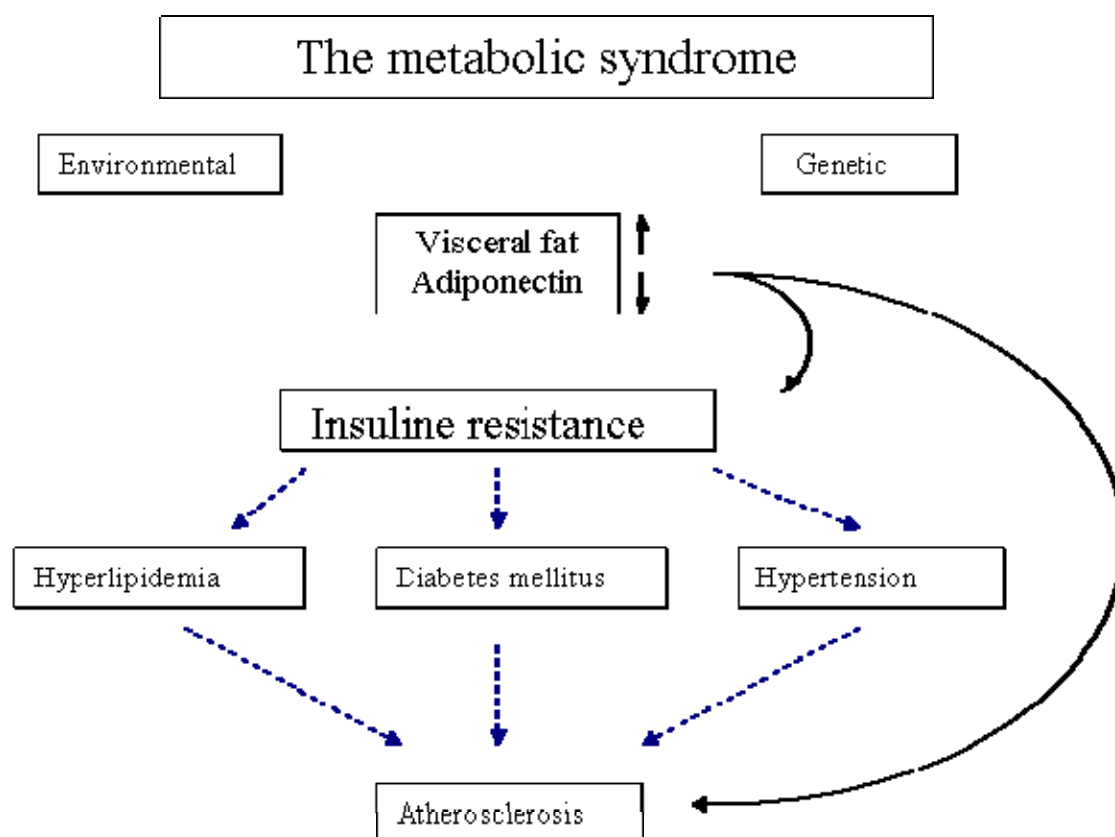 The metabolic syndrome
Environmental
Genetic
Visceral fat
Adiponectin
Insuline resistance
Hyperlipidemia
Diabetes mellitus
Hypertension
Atherosclerosis